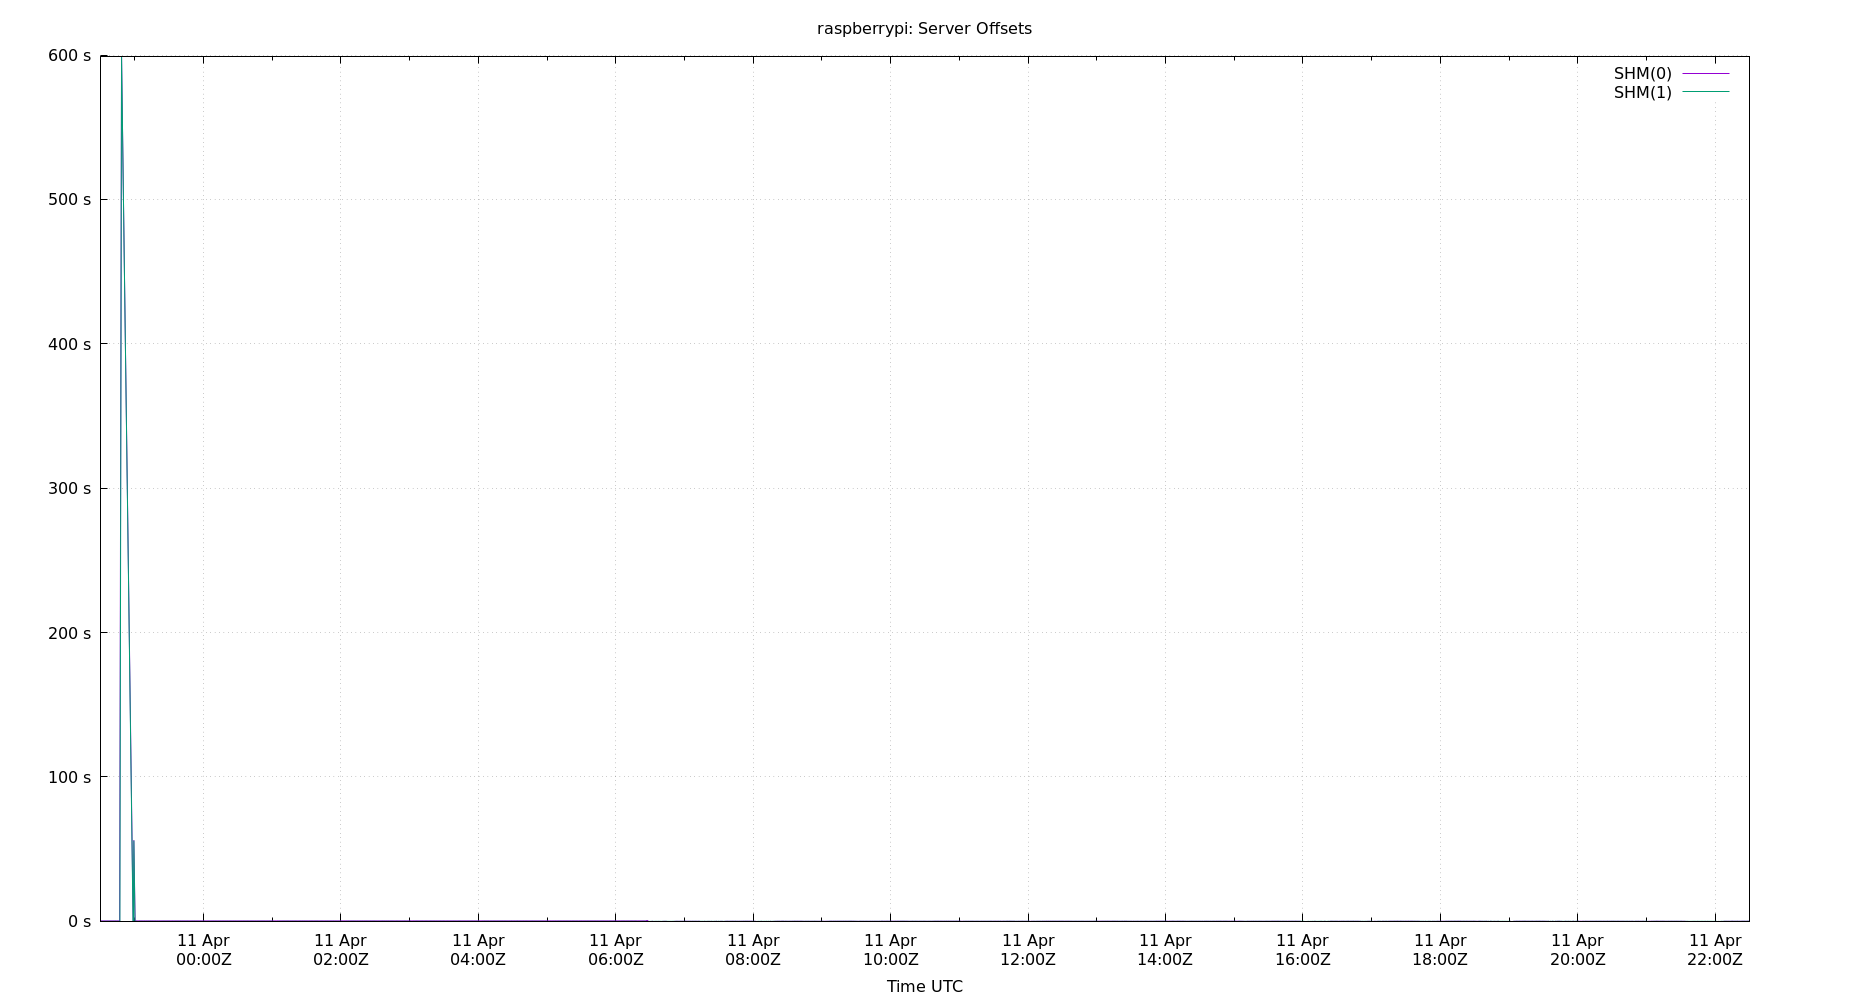 raspberrypi: Server Offsets
600 s
SHM(0)
SHM(1)
500 s
400 s
300 s
200 s
100 s
0 s
11 Apr 11 Apr 11 Apr 11 Apr 11 Apr 11 Apr 11 Apr 11 Apr 11 Apr 11 Apr 11 Apr 11 Apr
00:00Z 02:00Z 04:00Z 06:00Z 08:00Z 10:00Z 12:00Z 14:00Z 16:00Z 18:00Z 20:00Z 22:00Z
Time UTC